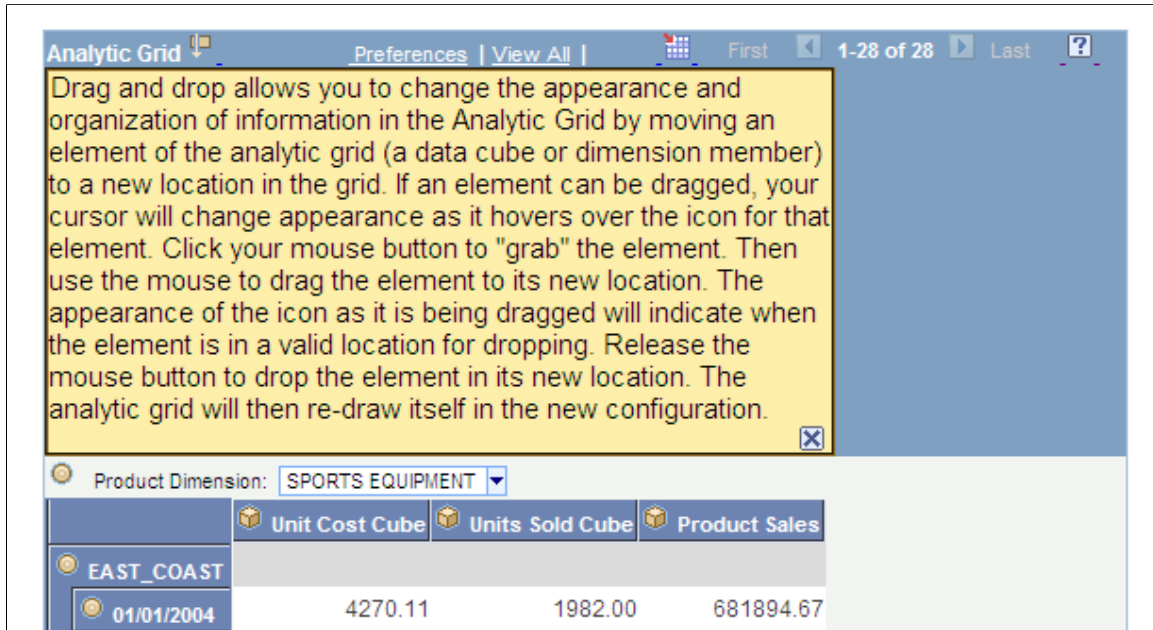 Analytic Grid Preferences | View All | First 1-28 of 28 Last ?
Drag and drop allows you to change the appearance and
organization of information in the Analytic Grid by moving an
element of the analytic grid (a data cube or dimension member)
to a new location in the grid. If an element can be dragged, your
cursor will change appearance as it hovers over the icon for that
element. Click your mouse button to "grab" the element. Then
use the mouse to drag the element to its new location. The
appearance of the icon as it is being dragged will indicate when
the element is in a valid location for dropping. Release the
mouse button to drop the element in its new location. The
analytic grid will then re-draw itself in the new configuration.
Product Dimension: SPORTS EQUIPMENT
Unit Cost Cube Units Sold Cube Product Sales
EAST_COAST
01/01/2004 4270.11 1982.00 681894.67